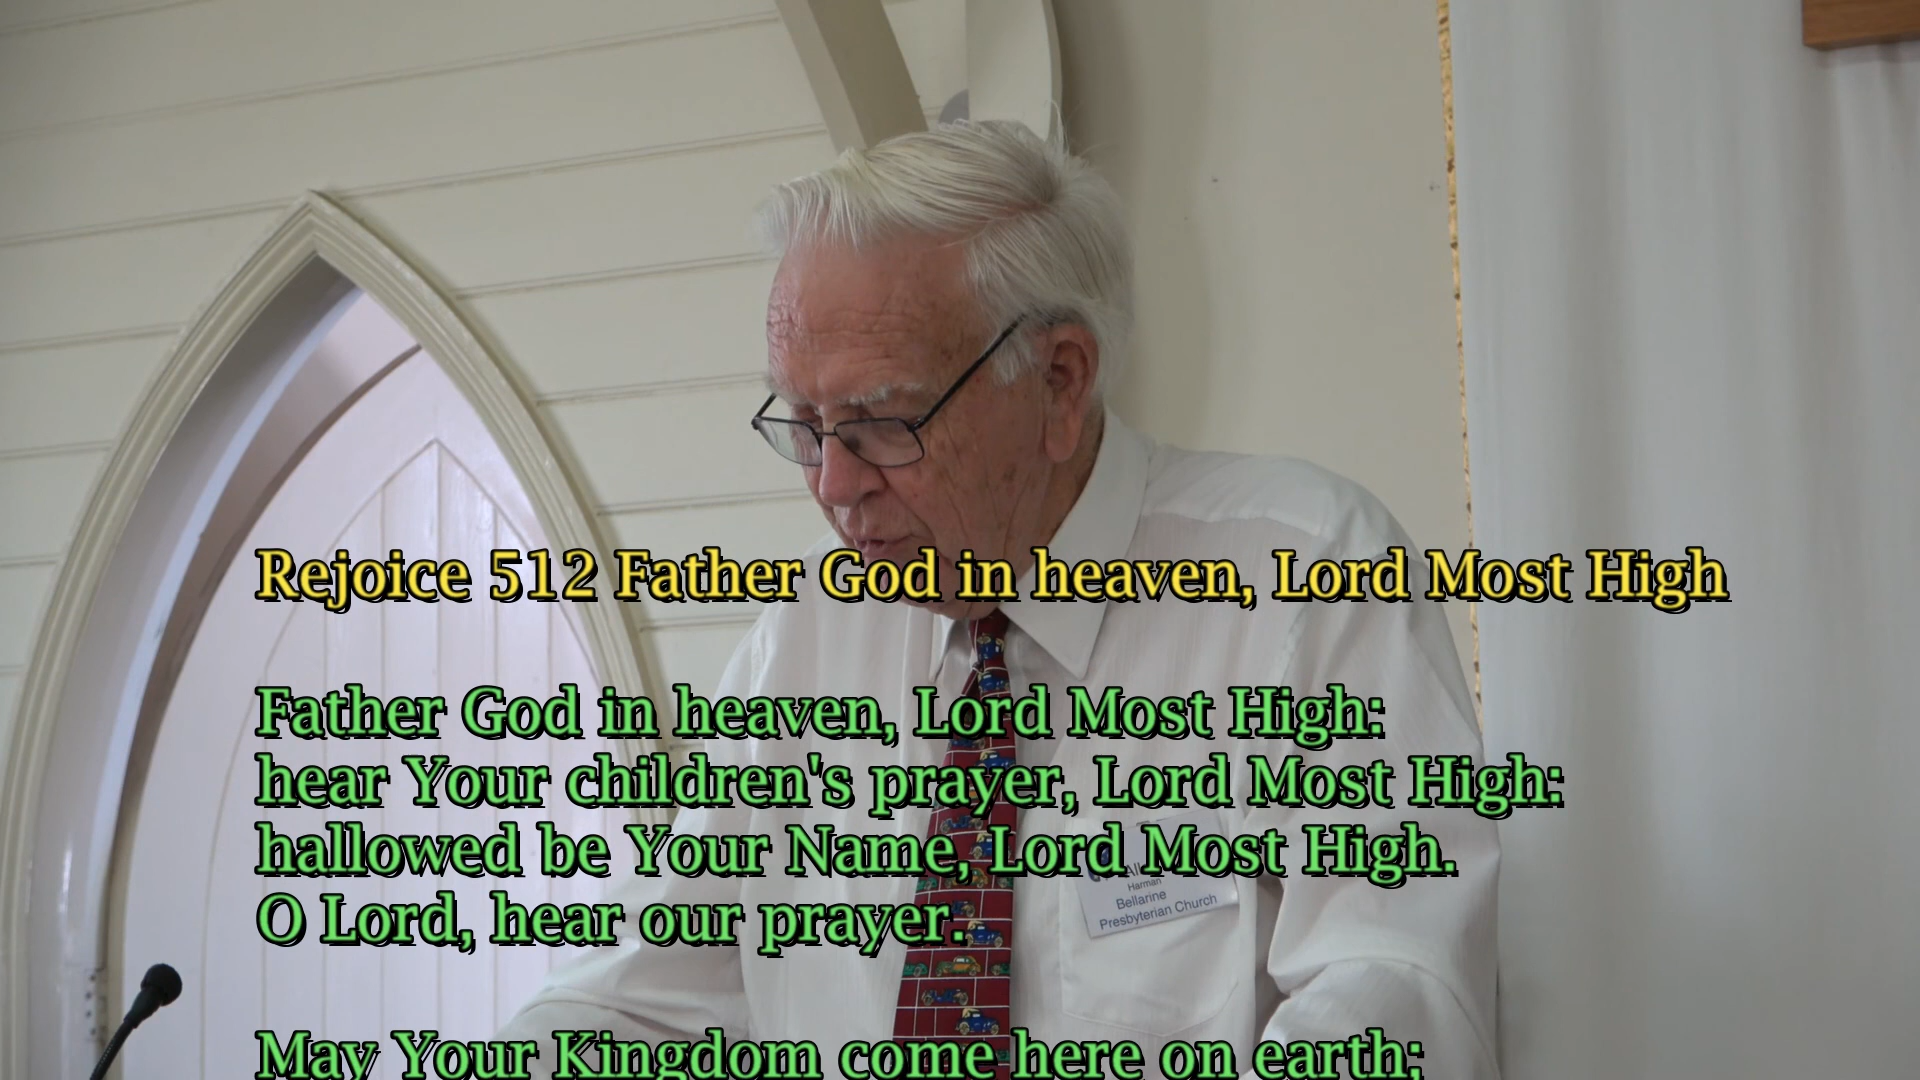 Rejoice 512 Father God in heaven, Lord Most High
Father God in heaven, Lord Most High:
hear Your children's prayer, Lord Most High:
hallowed be Your Name, Lord Most High.
O Lord, hear our prayer.
Harman
Bellarine
Presbyterian Church
May Your Kingdom come here on earth;